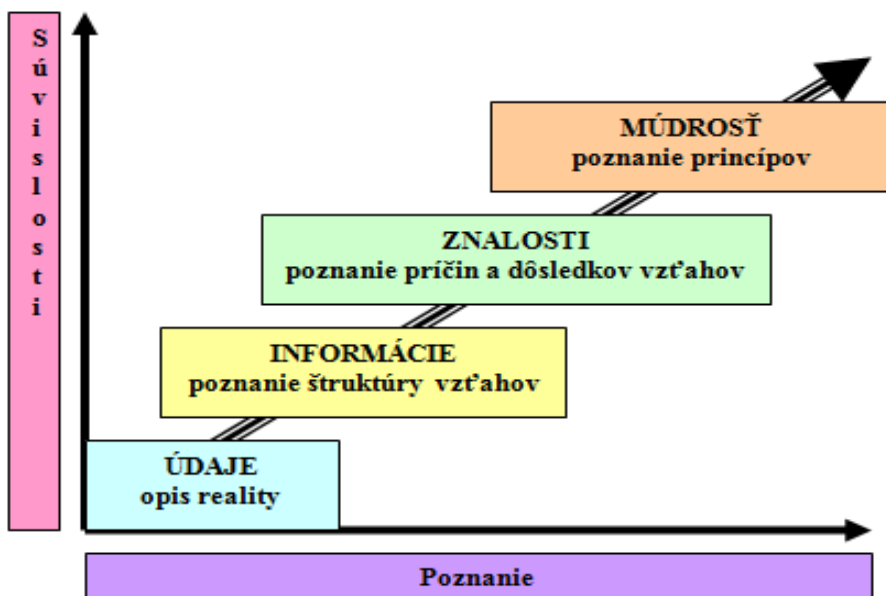 Súvislosti
MÚDROSŤ
poznanie princípov
ZNALOSTI
poznanie príčin a dôsledkov vzťahov
INFORMÁCIE
poznanie štruktúry vzťahov
ÚDAJE
opis reality
Poznanie